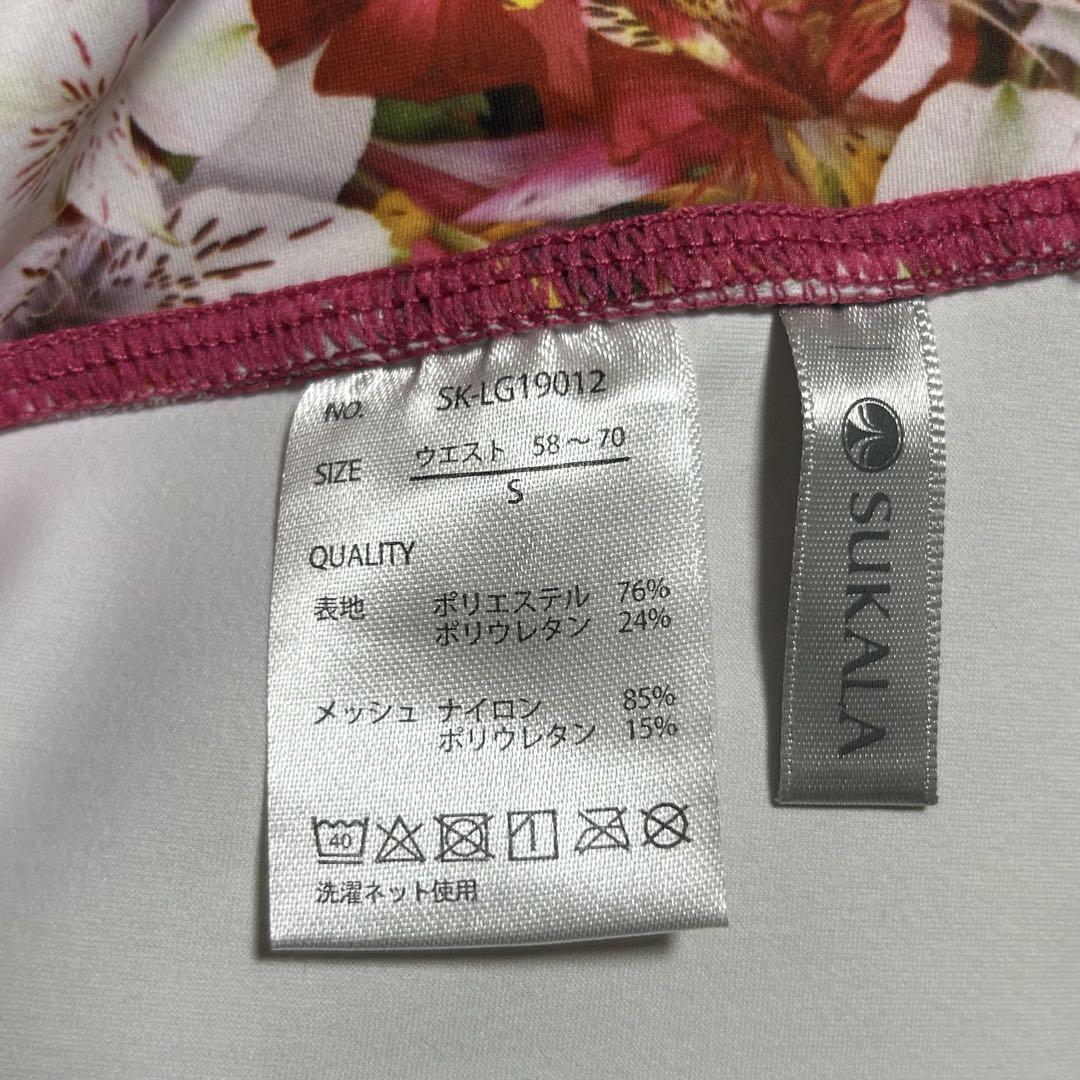 NO. SK-LG19012
SIZE ウエスト 58～70
S
QUALITY
表地 ポリエステル 76%
ポリウレタン 24%
メッシュ ナイロン 85%
ポリウレタン 15%
40
洗濯ネット使用
SUKALA